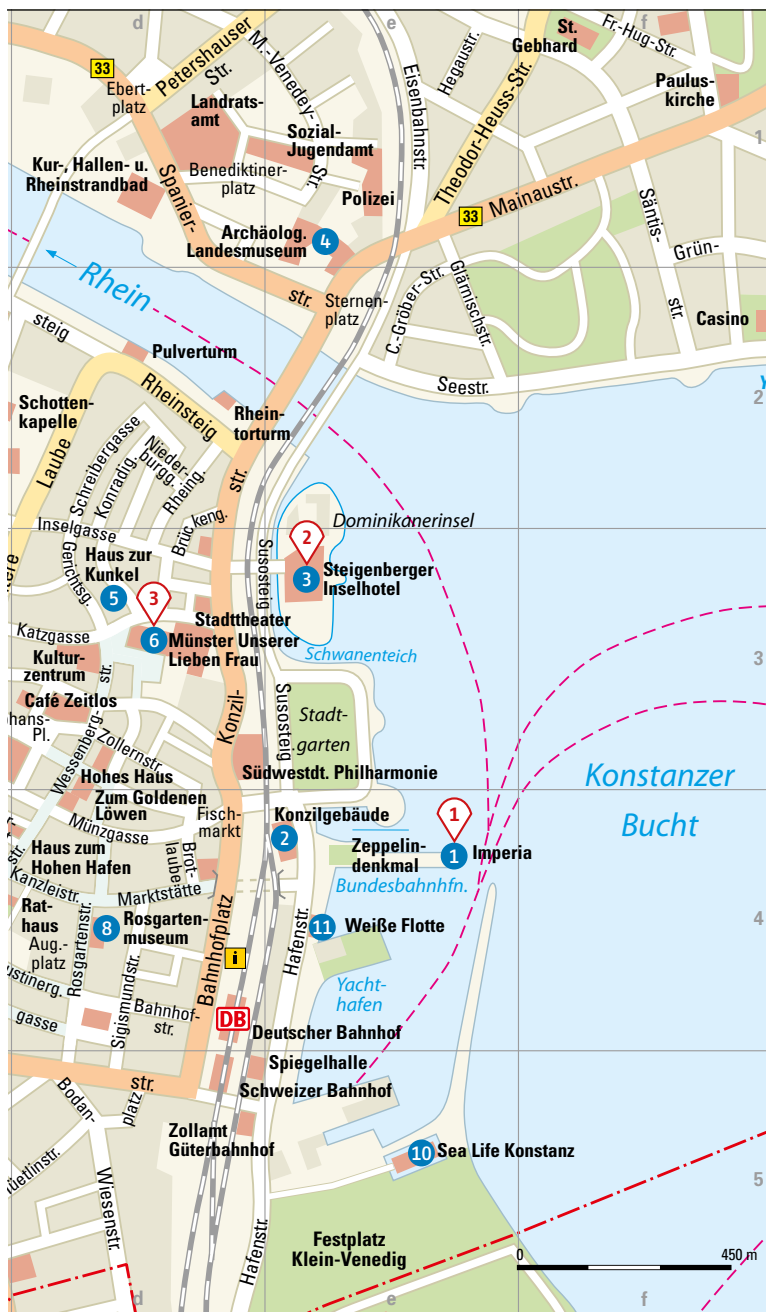 d
e
f
33
Ebert-
platz
Petershauser
Str.
M.-Venedey-
Str.
Landrats-
amt
Sozial-
Jugendamt
Benediktiner-
platz
Polizei
Kur-, Hallen- u.
Rheinstrandbad
Spanier-
str.
Archäolog.
Landesmuseum
4
Eisenbahnstr.
Hegaustr.
St.
Gebhard
Fr.-Hug-Str.
Paulus-
kirche
1
Theodor-Heuss-Str.
33
Mainaustr.
Säntis-
str.
Grün-
Rhein
Sternen-
platz
C.-Gröber-Str.
Glärnischstr.
Casino
Seestr.
Y
2
steig
Pulverturm
Schotten-
kapelle
Laube
Rheinsteig
Rhein-
torturm
str.
Schreibergasse
Konradig.
Nieder-
burgg.
Rheing.
Brückeng.
Inselgasse
Gerichtsg.
Haus zur
Kunkel
5
3
6
Katzgasse
Stadttheater
Münster Unserer
Lieben Frau
Kultur-
zentrum
Susosteig
Dominikanerinsel
2
3
Steigenberger
Inselhotel
Schwanenteich
3
Café Zeitlos
Pl.
Wessenberg-
str.
Zollernstr.
Konzil-
Susosteig
Stadt-
garten
Südwestdt. Philharmonie
Hohes Haus
Zum Goldenen
Löwen
Münzgasse
Fisch-
markt
Konzilgebäude
2
Zeppelin-
denkmal
1
1
Imperia
Konstanzer
Bucht
Bundesbahnhfn.
Haus zum
Hohen Hafen
str.
Brot-
laube
Kanzleistr.
Marktstätte
Rat-
haus
Aug.-
platz
Rosgartenstr.
8
Rosgarten-
museum
Bahnhofplatz
i
Hafenstr.
11
Weiße Flotte
4
Yacht-
hafen
ustinerg.
gasse
Sigismundstr.
Bahnhof-
str.
DB
Deutscher Bahnhof
Spiegelhalle
Schweizer Bahnhof
str.
Bodan-
platz
Zollamt
Güterbahnhof
10
Sea Life Konstanz
üetlinstr.
Wiesenstr.
5
Hafenstr.
Festplatz
Klein-Venedig
0
450 m
d
e
f